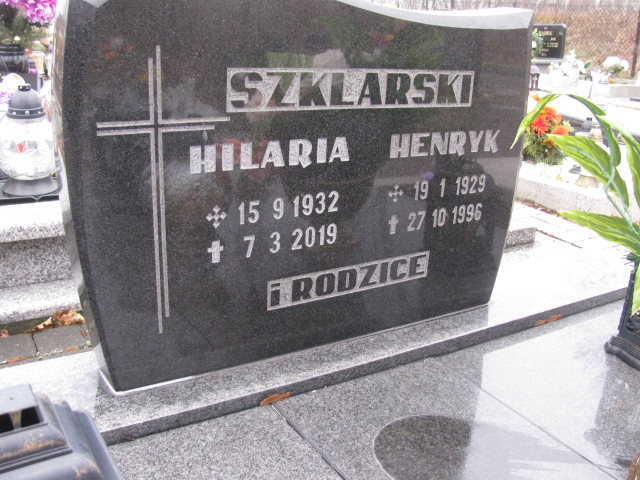 SZKLARSKI
HILARIA HENRYK
15 9 1932 19 1 1929
7 3 2019 27 10 1996
i RODZICE